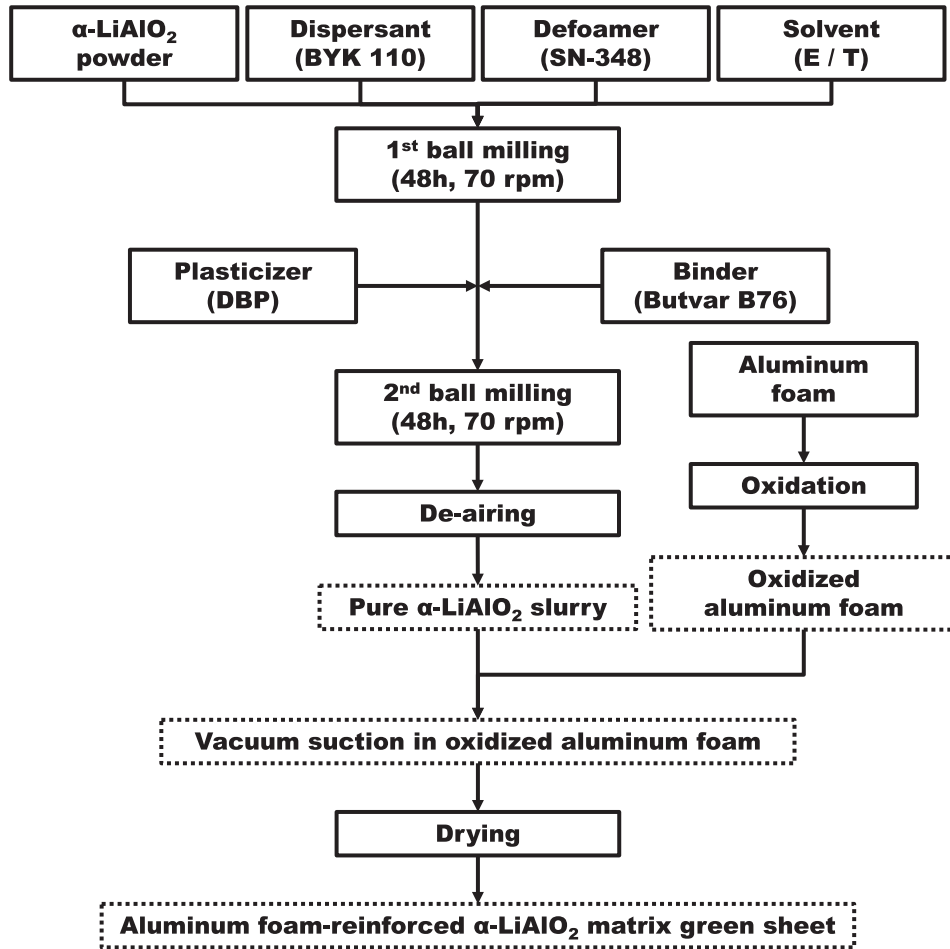 α-LiAlO₂
powder
Dispersant
(BYK 110)
Defoamer
(SN-348)
Solvent
(E / T)
1st ball milling
(48h, 70 rpm)
Plasticizer
(DBP)
Binder
(Butvar B76)
Aluminum
foam
2nd ball milling
(48h, 70 rpm)
Oxidation
De-airing
Oxidized
aluminum foam
Pure α-LiAlO₂ slurry
Vacuum suction in oxidized aluminum foam
Drying
Aluminum foam-reinforced α-LiAlO₂ matrix green sheet